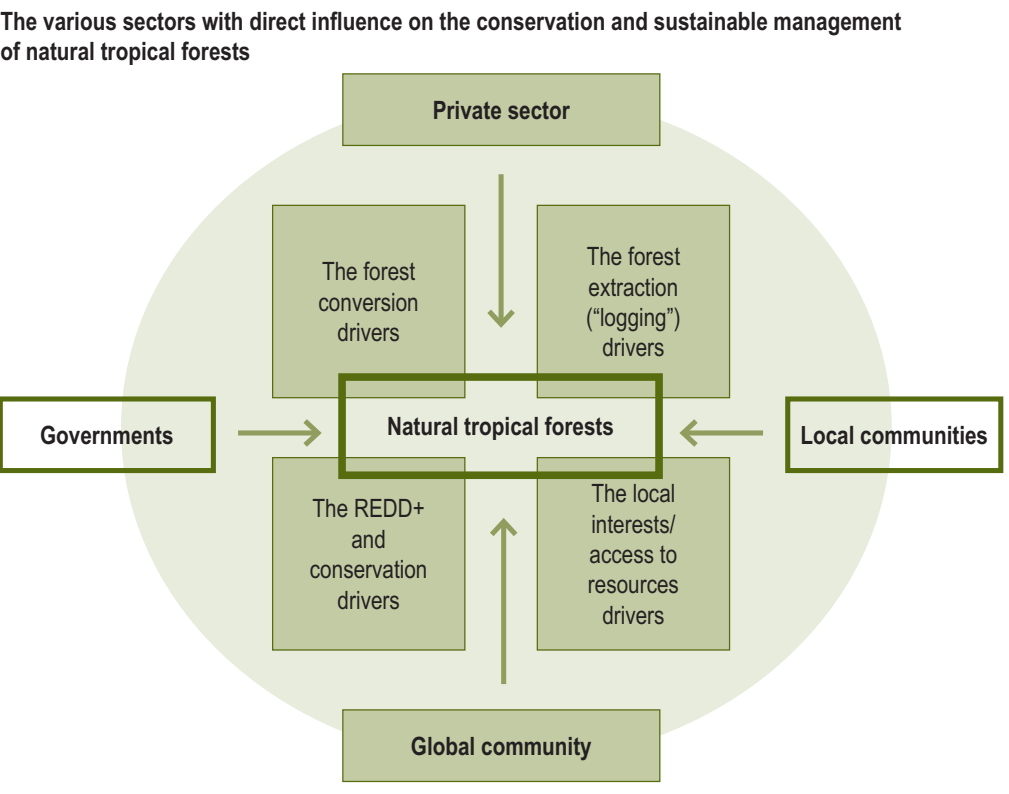 The various sectors with direct influence on the conservation and sustainable management
of natural tropical forests
Private sector
The forest
conversion
drivers
The forest
extraction
(“logging”)
drivers
Governments
Natural tropical forests
Local communities
The REDD+
and
conservation
drivers
The local
interests/
access to
resources
drivers
Global community